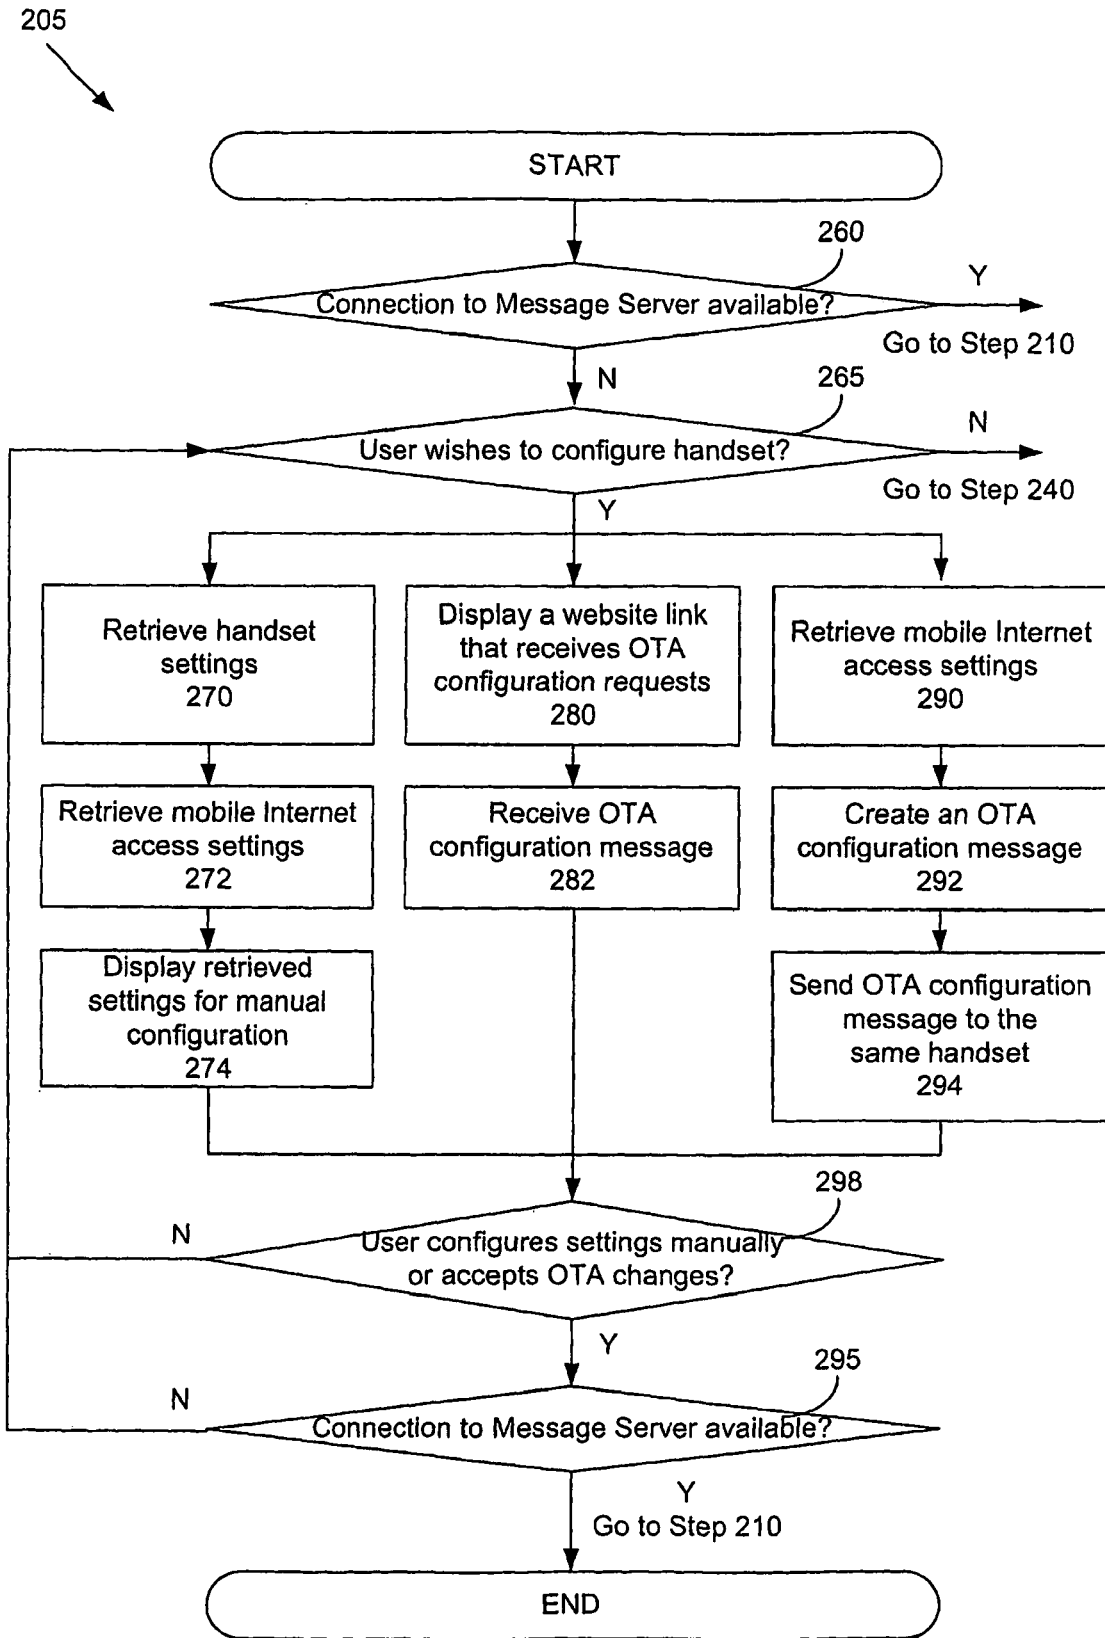 205
START
260
Connection to Message Server available?
Y
Go to Step 210
N
265
User wishes to configure handset?
N
Go to Step 240
Y
Retrieve handset
settings
270
Display a website link
that receives OTA
configuration requests
280
Retrieve mobile Internet
access settings
290
Retrieve mobile Internet
access settings
272
Receive OTA
configuration message
282
Create an OTA
configuration message
292
Display retrieved
settings for manual
configuration
274
Send OTA configuration
message to the
same handset
294
298
N
User configures settings manually
or accepts OTA changes?
Y
295
N
Connection to Message Server available?
Y
Go to Step 210
END